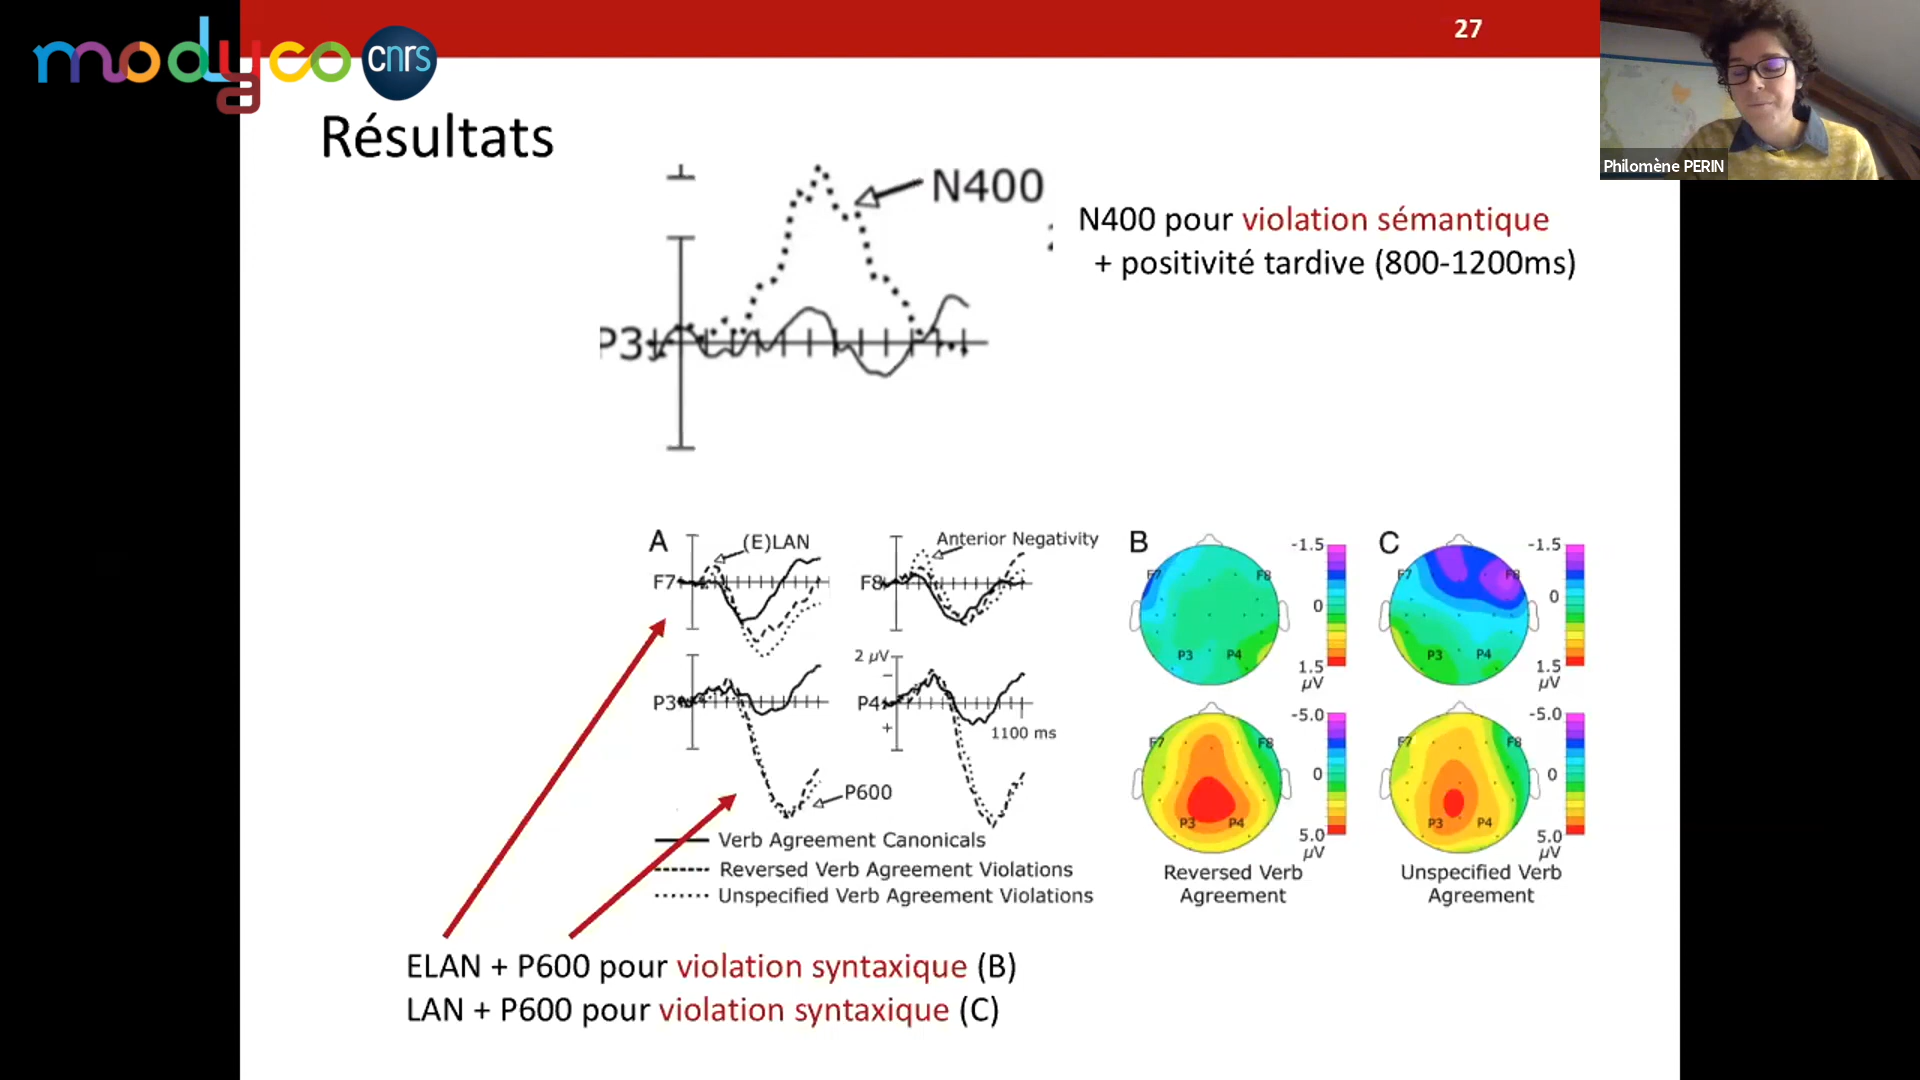 27
modyco
cnrs
Philomène PERIN
Résultats
N400
P3
N400 pour violation sémantique
+ positivité tardive (800-1200ms)
A
(E)LAN
Anterior Negativity
F7
F8
2 µV
−
+
P3
P4
1100 ms
P600
Verb Agreement Canonicals
Reversed Verb Agreement Violations
Unspecified Verb Agreement Violations
B
F7
F8
P3
P4
-1.5
0
1.5
µV
F7
F8
P3
P4
-5.0
0
5.0
µV
Reversed Verb
Agreement
C
F7
F8
P3
P4
-1.5
0
1.5
µV
F7
F8
P3
P4
-5.0
0
5.0
µV
Unspecified Verb
Agreement
ELAN + P600 pour violation syntaxique (B)
LAN + P600 pour violation syntaxique (C)